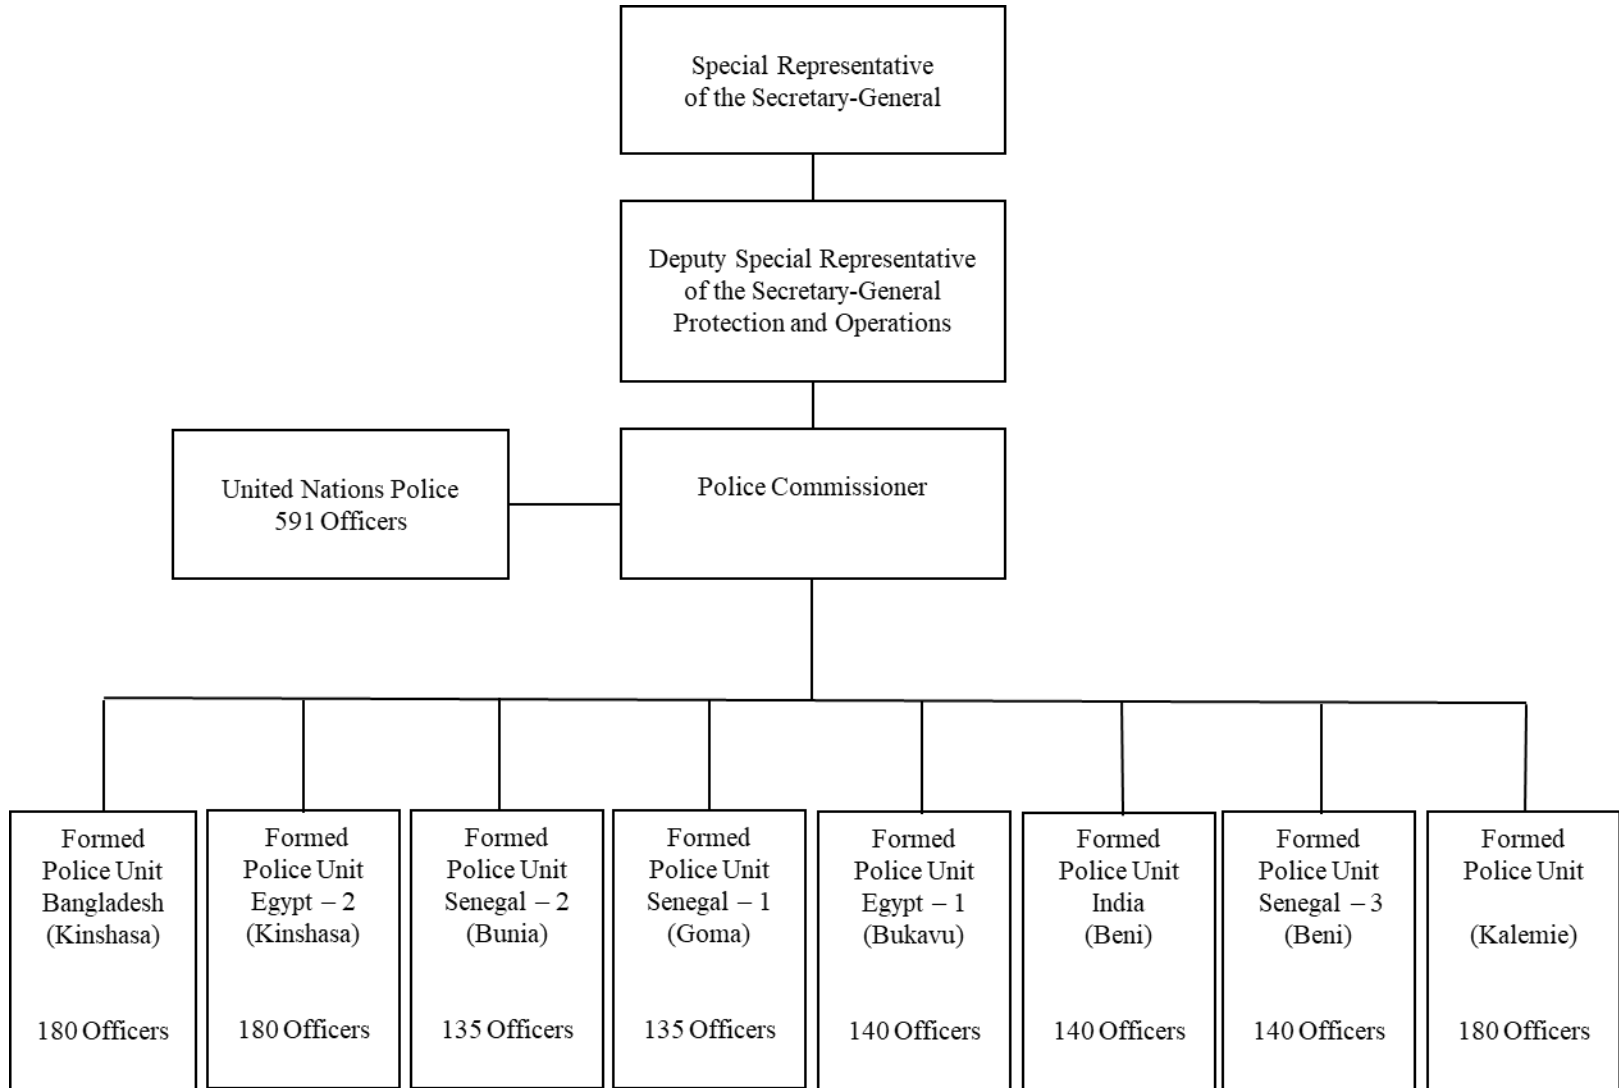 Special Representative
of the Secretary-General
Deputy Special Representative
of the Secretary-General
Protection and Operations
United Nations Police
591 Officers
Police Commissioner
Formed
Police Unit
Bangladesh
(Kinshasa)
180 Officers
Formed
Police Unit
Egypt – 2
(Kinshasa)
180 Officers
Formed
Police Unit
Senegal – 2
(Bunia)
135 Officers
Formed
Police Unit
Senegal – 1
(Goma)
135 Officers
Formed
Police Unit
Egypt – 1
(Bukavu)
140 Officers
Formed
Police Unit
India
(Beni)
140 Officers
Formed
Police Unit
Senegal – 3
(Beni)
140 Officers
Formed
Police Unit
(Kalemie)
180 Officers